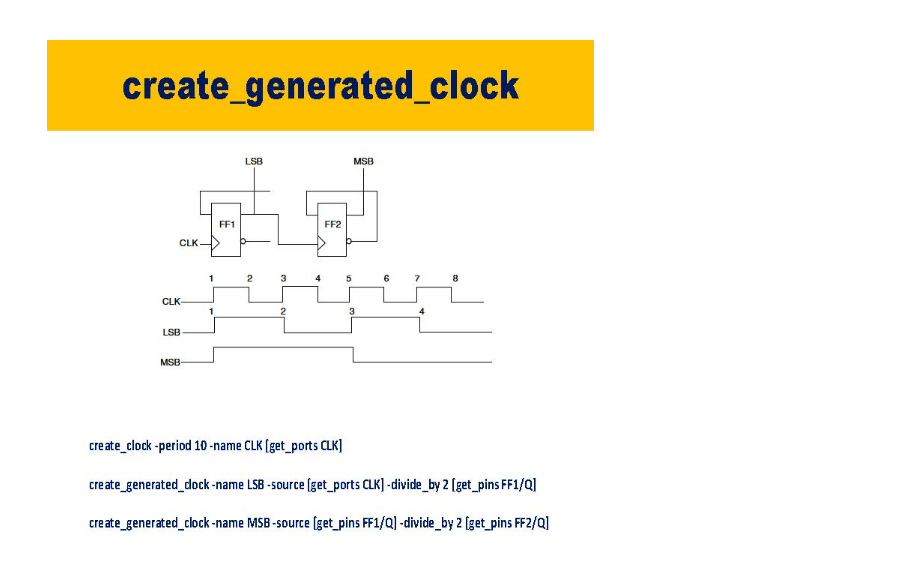 create_generated_clock
LSB MSB
FF1 FF2
CLK
1 2 3 4 5 6 7 8
CLK
1 2 3 4
LSB
MSB
create_clock -period 10 -name CLK [get_ports CLK]
create_generated_clock -name LSB -source [get_ports CLK] -divide_by 2 [get_pins FF1/Q]
create_generated_clock -name MSB -source [get_pins FF1/Q] -divide_by 2 [get_pins FF2/Q]